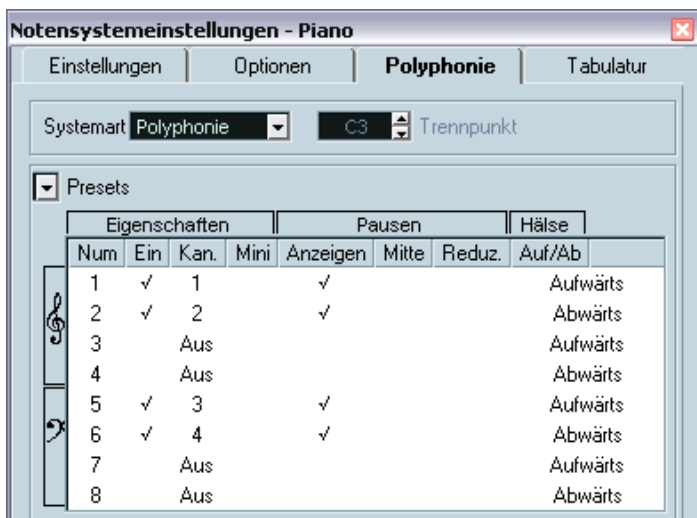 Notensystemeinstellungen - Piano
Einstellungen Optionen Polyphonie Tabulatur
Systemart Polyphonie C3 Trennpunkt
Presets
Eigenschaften Pausen Hälse
Num Ein Kan. Mini Anzeigen Mitte Reduz. Auf/Ab
1 √ 1 √ Aufwärts
2 √ 2 √ Abwärts
3 Aus Aufwärts
4 Aus Abwärts
5 √ 3 √ Aufwärts
6 √ 4 √ Abwärts
7 Aus Aufwärts
8 Aus Abwärts